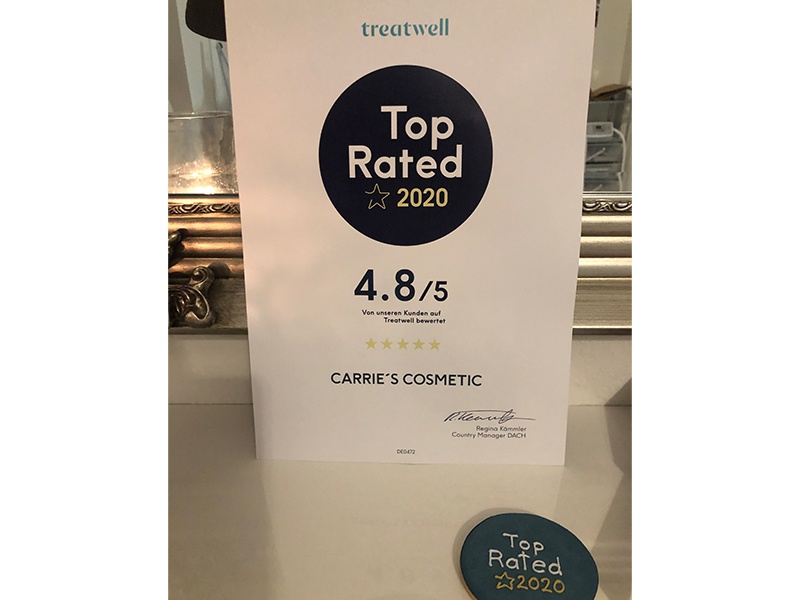 treatwell
Top
Rated
2020
4.8/5
Von unseren Kunden auf
Treatwell bewertet
CARRIE´S COSMETIC
Regina Kämmler
Country Manager DACH
DE0472
Top
Rated
2020